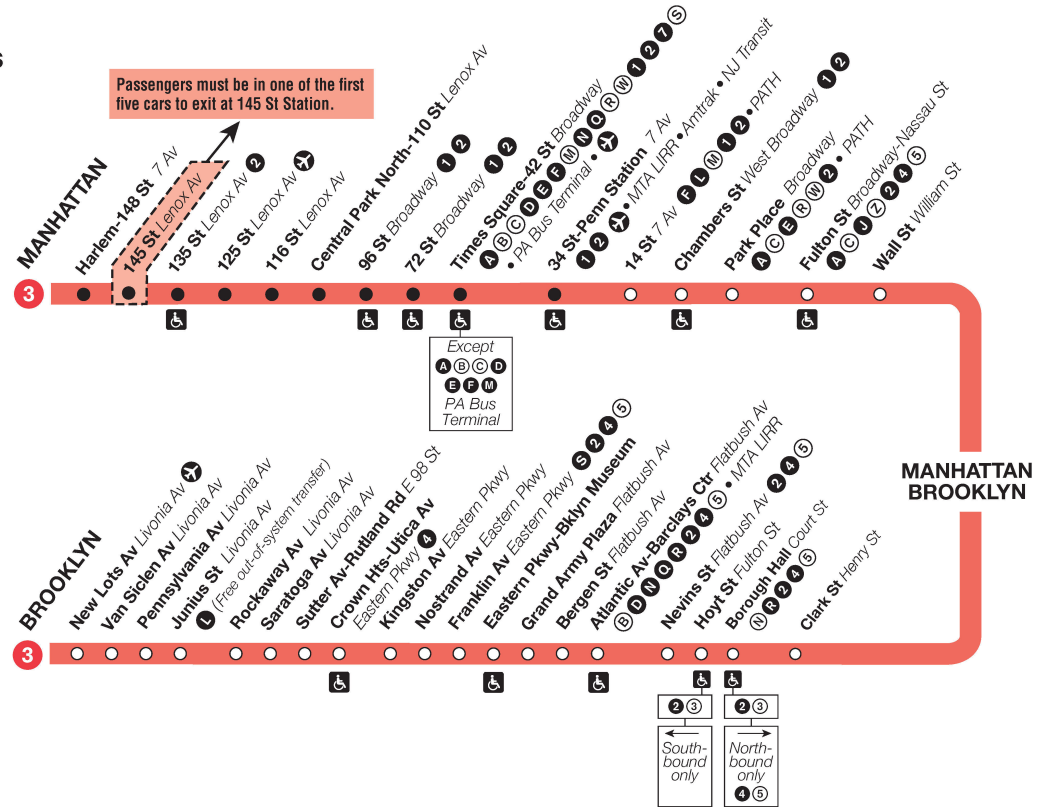 s
Passengers must be in one of the first
five cars to exit at 145 St Station.
MANHATTAN
3
Harlem-148 St 7 Av
145 St Lenox Av
135 St Lenox Av 2
125 St Lenox Av
116 St Lenox Av
Central Park North-110 St Lenox Av
96 St Broadway 1 2
72 St Broadway 1 2
Times Square-42 St Broadway
A B C D E F M N Q R W 1 2 7 S
• PA Bus Terminal •
34 St-Penn Station 7 Av
1 2 • MTA LIRR • Amtrak • NJ Transit
14 St 7 Av F L M 1 2 • PATH
Chambers St West Broadway 1 2
Park Place Broadway
A C E R W 2 • PATH
Fulton St Broadway-Nassau St
A C J Z 2 4 5
Wall St William St
Except
A B C D
E F M
PA Bus
Terminal
MANHATTAN
BROOKLYN
BROOKLYN
3
New Lots Av Livonia Av
Van Siclen Av Livonia Av
Pennsylvania Av Livonia Av
Junius St Livonia Av
L (Free out-of-system transfer)
Rockaway Av Livonia Av
Saratoga Av Livonia Av
Sutter Av-Rutland Rd E 98 St
Crown Hts-Utica Av
Eastern Pkwy 4
Kingston Av Eastern Pkwy
Nostrand Av Eastern Pkwy
Franklin Av Eastern Pkwy S 2 4 5
Eastern Pkwy-Bklyn Museum
Grand Army Plaza Flatbush Av
Bergen St Flatbush Av
Atlantic Av-Barclays Ctr Flatbush Av
B D N Q R 2 4 5 • MTA LIRR
Nevins St Flatbush Av 2 4 5
Hoyt St Fulton St
Borough Hall Court St
N R 2 4 5
Clark St Henry St
2 3
South-
bound
only
2 3
North-
bound
only
4 5